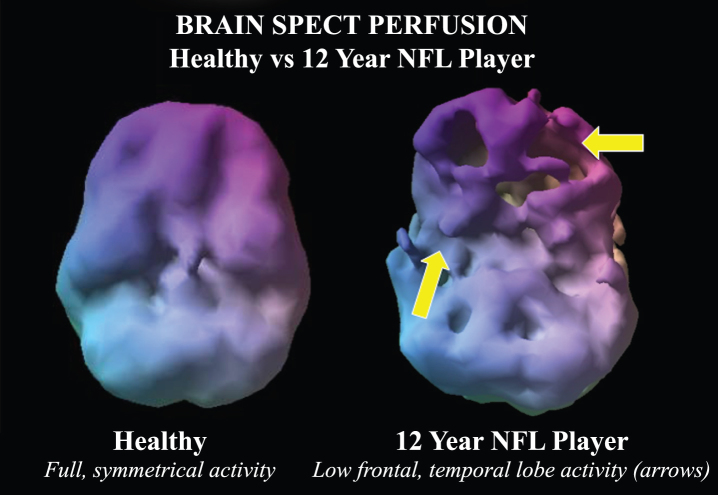 BRAIN SPECT PERFUSION
Healthy vs 12 Year NFL Player
Healthy
Full, symmetrical activity
12 Year NFL Player
Low frontal, temporal lobe activity (arrows)